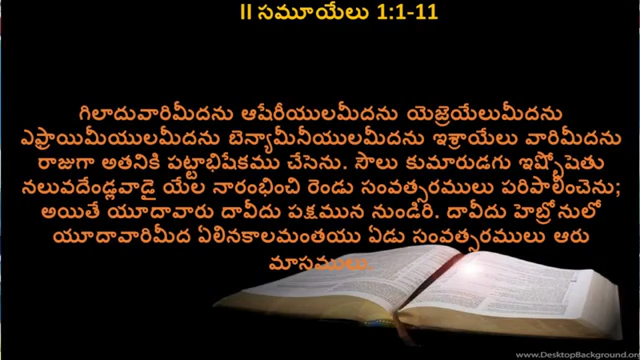 II సమూయేలు 1:1-11
గిలాదువారిమీదను ఆషేరీయులమీదను యెజ్రెయేలుమీదను
ఎఫ్రాయిమీయులమీదను బెన్యామీనీయులమీదను ఇశ్రాయేలు వారిమీదను
రాజుగా అతనికి పట్టాభిషేకము చేసెను. సౌలు కుమారుడగు ఇష్బోషెతు
నలువదేండ్లవాడై యేల నారంభించి రెండు సంవత్సరములు పరిపాలించెను;
అయితే యూదావారు దావీదు పక్షమున నుండిరి. దావీదు హెబ్రోనులో
యూదావారిమీద ఏలినకాలమంతయు ఏడు సంవత్సరములు ఆరు
మాసములు.
www.DesktopBackground.org